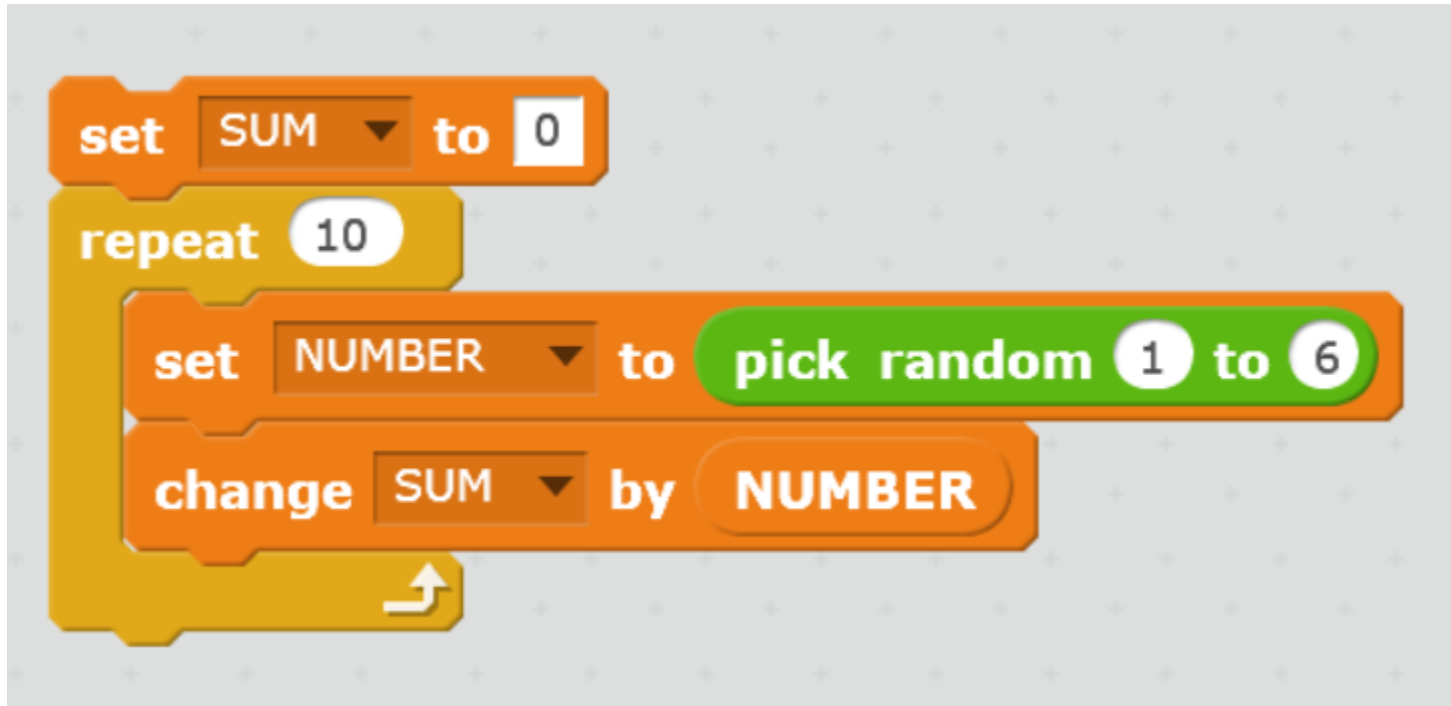 set SUM to 0
repeat 10
set NUMBER to pick random 1 to 6
change SUM by NUMBER